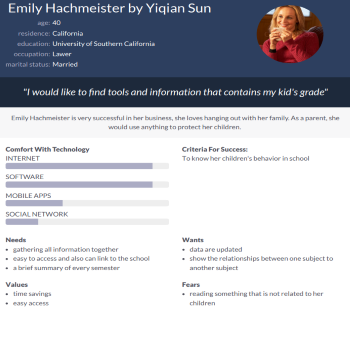 Emily Hachmeister by Yiqian Sun
age: 40
residence: California
education: University of Southern California
occupation: Lawer
marital status: Married
"I would like to find tools and information that contains my kid's grade"
Emily Hachmeister is very successful in her business, she loves hanging out with her family. As a parent, she
would use anything to protect her children.
Comfort With Technology
INTERNET
SOFTWARE
MOBILE APPS
SOCIAL NETWORK
Criteria For Success:
To know her children's behavior in school
Needs
gathering all information together
easy to access and also can link to the school
a brief summary of every semester
Wants
data are updated
show the relationships between one subject to
another subject
Values
time savings
easy access
Fears
reading something that is not related to her
children